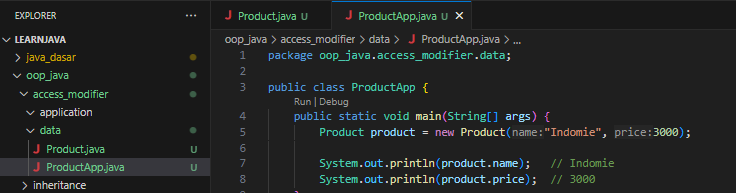 EXPLORER ...
LEARNJAVA
java_dasar
oop_java
access_modifier
application
data
Product.java U
ProductApp.java U
inheritance
Product.java U ProductApp.java U
oop_java > access_modifier > data > ProductApp.java > ...
1 package oop_java.access_modifier.data;
2
3 public class ProductApp {
Run | Debug
4 public static void main(String[] args) {
5 Product product = new Product(name:"Indomie", price:3000);
6
7 System.out.println(product.name); // Indomie
8 System.out.println(product.price); // 3000